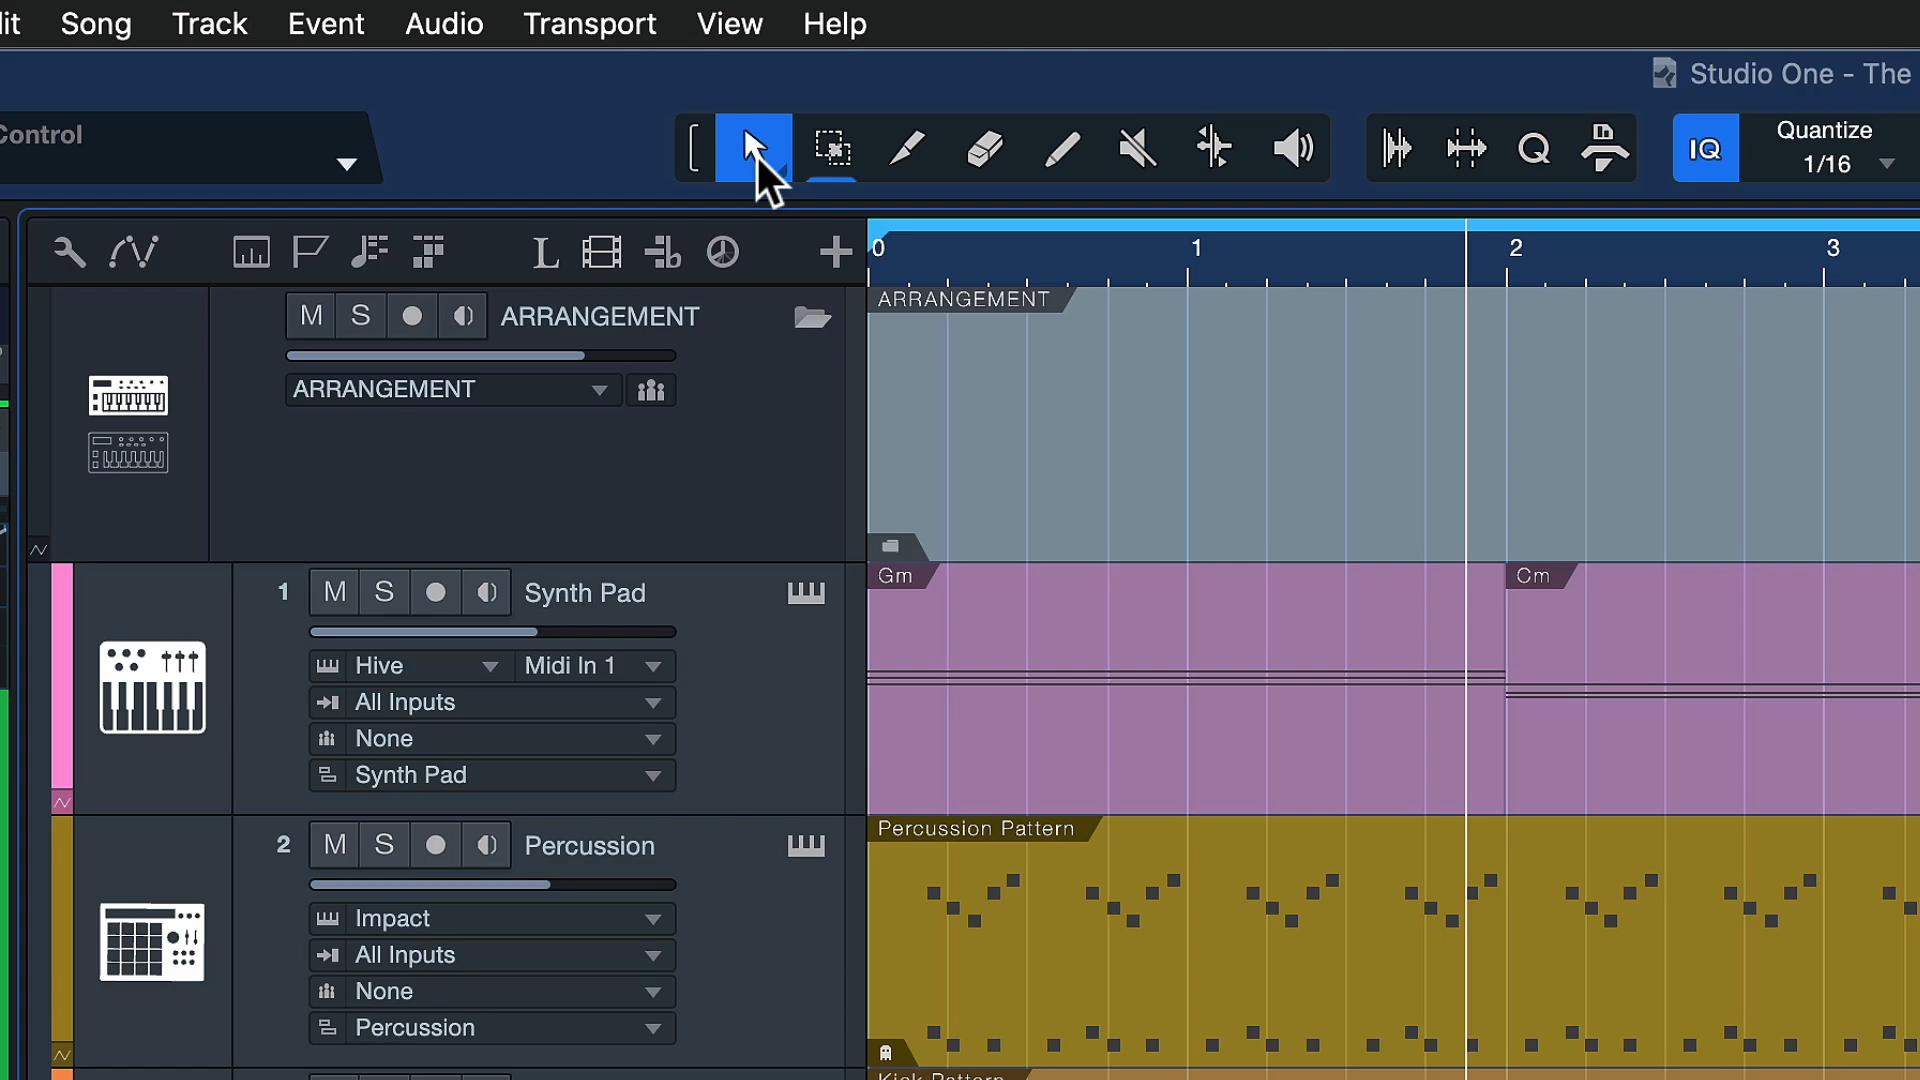 it Song Track Event Audio Transport View Help
Studio One - The
Control
IQ
Quantize
1/16
0 1 2 3
M S ARRANGEMENT
ARRANGEMENT
ARRANGEMENT
1 M S Synth Pad
Hive Midi In 1
All Inputs
None
Synth Pad
Gm Cm
2 M S Percussion
Impact
All Inputs
None
Percussion
Percussion Pattern
Kick Pattern